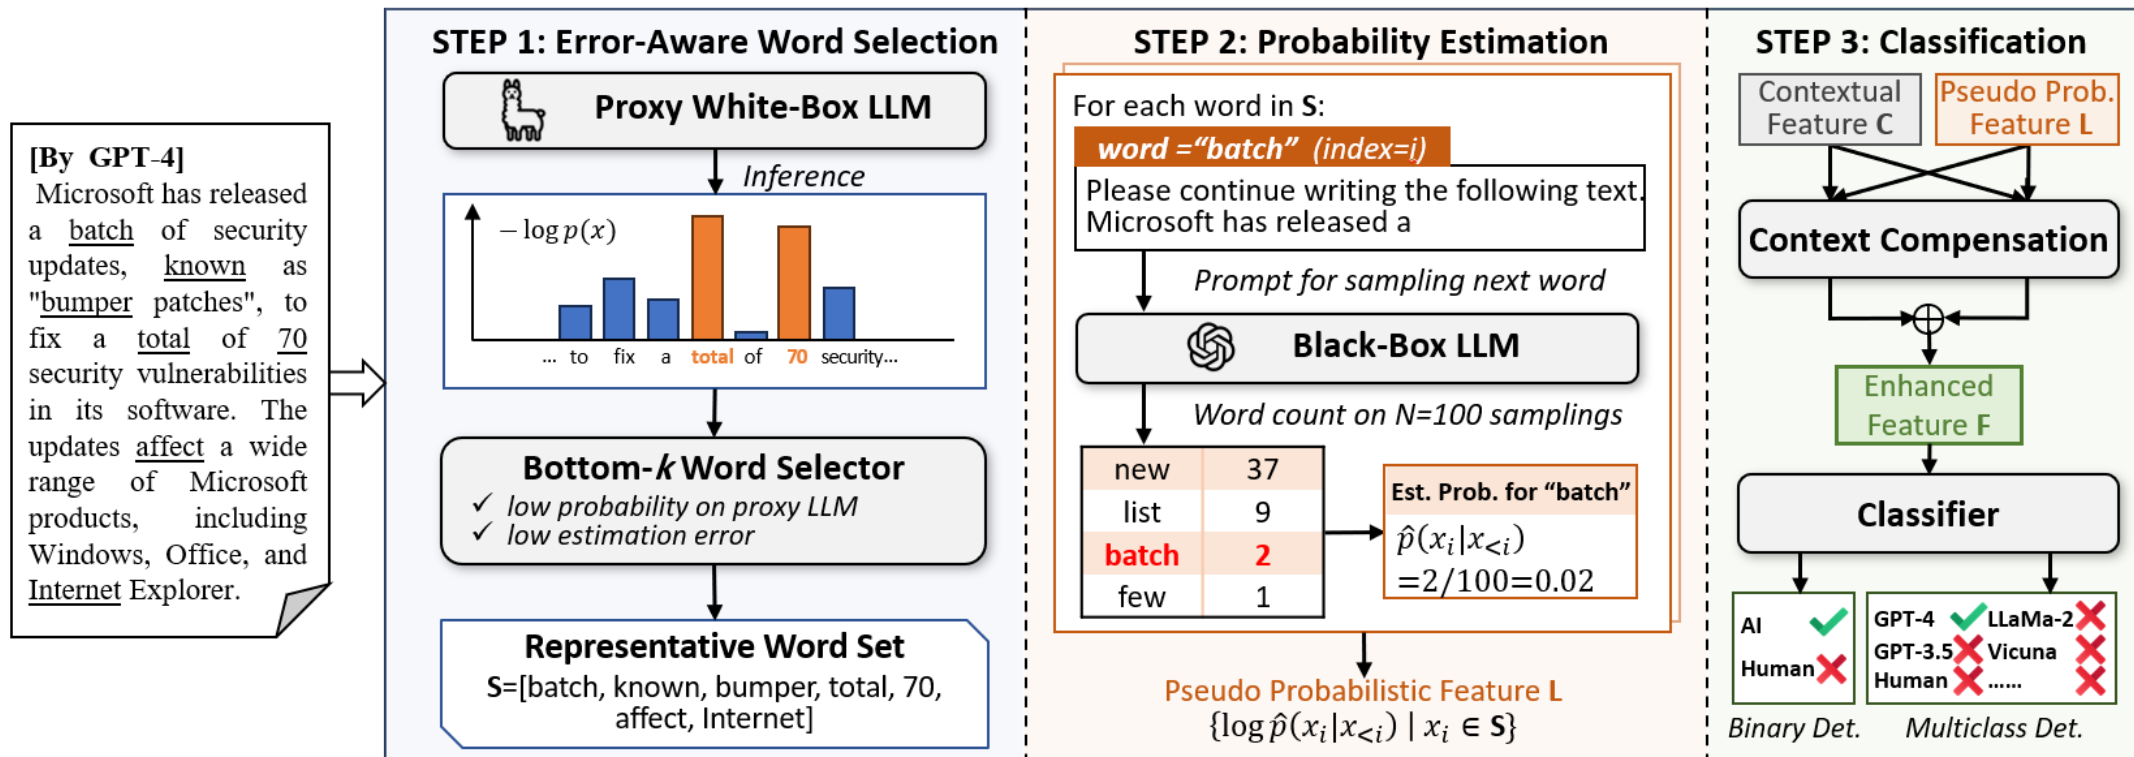 [By GPT-4]
Microsoft has released
a batch of security
updates, known as
"bumper patches", to
fix a total of 70
security vulnerabilities
in its software. The
updates affect a wide
range of Microsoft
products, including
Windows, Office, and
Internet Explorer.
STEP 1: Error-Aware Word Selection
Proxy White-Box LLM
Inference
− log p(x)
... to fix a total of 70 security...
Bottom-k Word Selector
✓ low probability on proxy LLM
✓ low estimation error
Representative Word Set
S=[batch, known, bumper, total, 70,
affect, Internet]
STEP 2: Probability Estimation
For each word in S:
word =“batch” (index=i)
Please continue writing the following text.
Microsoft has released a
Prompt for sampling next word
Black-Box LLM
Word count on N=100 samplings
new 37
list 9
batch 2
few 1
Est. Prob. for “batch”
p̂(xᵢ|x<ᵢ)
=2/100=0.02
Pseudo Probabilistic Feature L
{log p̂(xᵢ|x<ᵢ) | xᵢ ∈ S}
STEP 3: Classification
Contextual
Feature C
Pseudo Prob.
Feature L
Context Compensation
Enhanced
Feature F
Classifier
AI
Human
Binary Det.
GPT-4 LLaMa-2
GPT-3.5 Vicuna
Human ......
Multiclass Det.